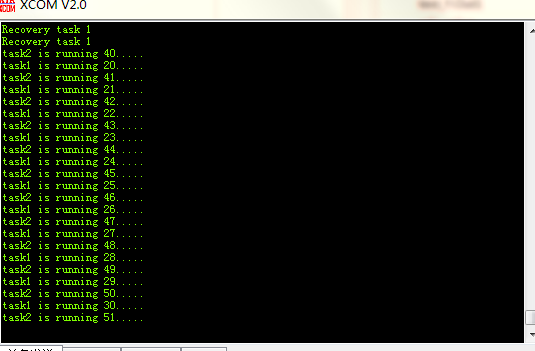 XCOM V2.0
Recovery task 1
Recovery task 1
task2 is running 40.....
task1 is running 20.....
task2 is running 41.....
task1 is running 21.....
task2 is running 42.....
task1 is running 22.....
task2 is running 43.....
task1 is running 23.....
task2 is running 44.....
task1 is running 24.....
task2 is running 45.....
task1 is running 25.....
task2 is running 46.....
task1 is running 26.....
task2 is running 47.....
task1 is running 27.....
task2 is running 48.....
task1 is running 28.....
task2 is running 49.....
task1 is running 29.....
task2 is running 50.....
task1 is running 30.....
task2 is running 51.....